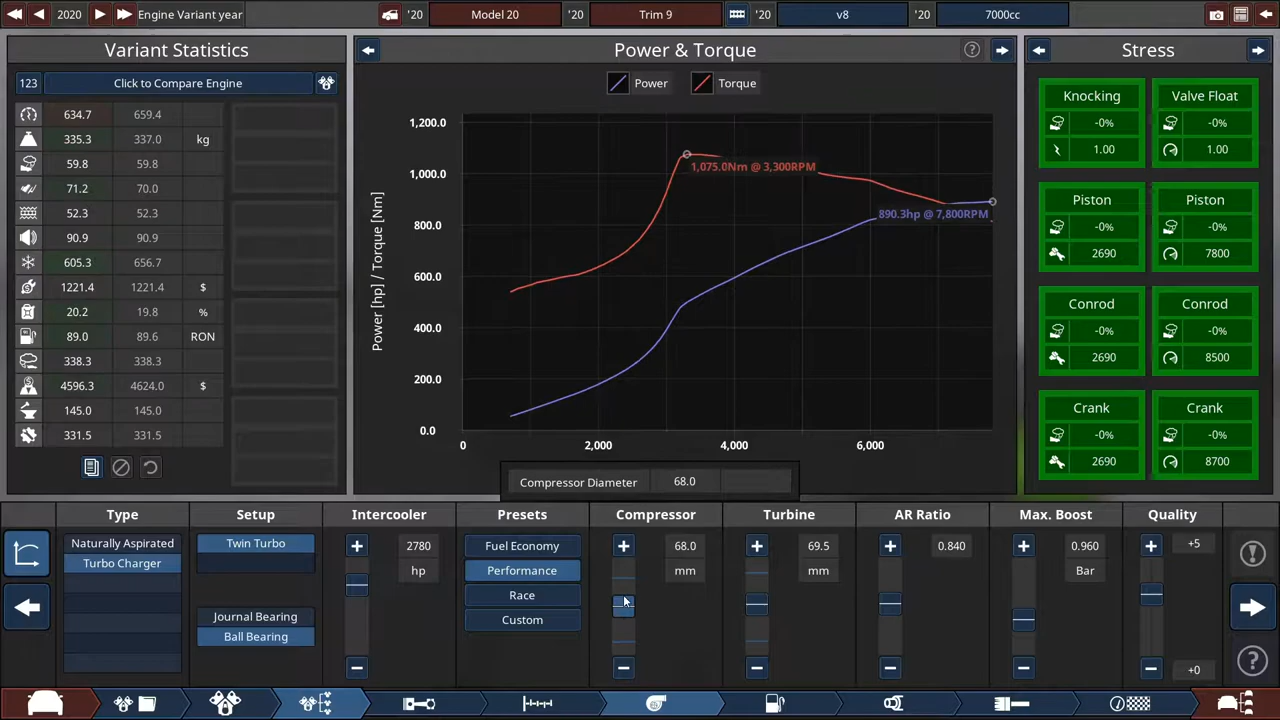 2020 Engine Variant year '20 Model 20 '20 Trim 9 '20 v8 '20 7000cc
Variant Statistics
123 Click to Compare Engine
634.7 659.4
335.3 337.0 kg
59.8 59.8
71.2 70.0
52.3 52.3
90.9 90.9
605.3 656.7
1221.4 1221.4 $
20.2 19.8 %
89.0 89.6 RON
338.3 338.3
4596.3 4624.0 $
145.0 145.0
331.5 331.5
Power & Torque ?
Power Torque
Power [hp] / Torque [Nm]
1,200.0
1,000.0
800.0
600.0
400.0
200.0
0.0
0 2,000 4,000 6,000
1,075.0Nm @ 3,300RPM
890.3hp @ 7,800RPM
Compressor Diameter 68.0
Stress
Knocking Valve Float
-0% -0%
1.00 1.00
Piston Piston
-0% -0%
2690 7800
Conrod Conrod
-0% -0%
2690 8500
Crank Crank
-0% -0%
2690 8700
Type
Naturally Aspirated
Turbo Charger
Setup
Twin Turbo
Journal Bearing
Ball Bearing
Intercooler
+ 2780
hp
−
Presets
Fuel Economy
Performance
Race
Custom
Compressor
+ 68.0
mm
−
Turbine
+ 69.5
mm
−
AR Ratio
+ 0.840
−
Max. Boost
+ 0.960
Bar
−
Quality
+ +5
− +0
!
?